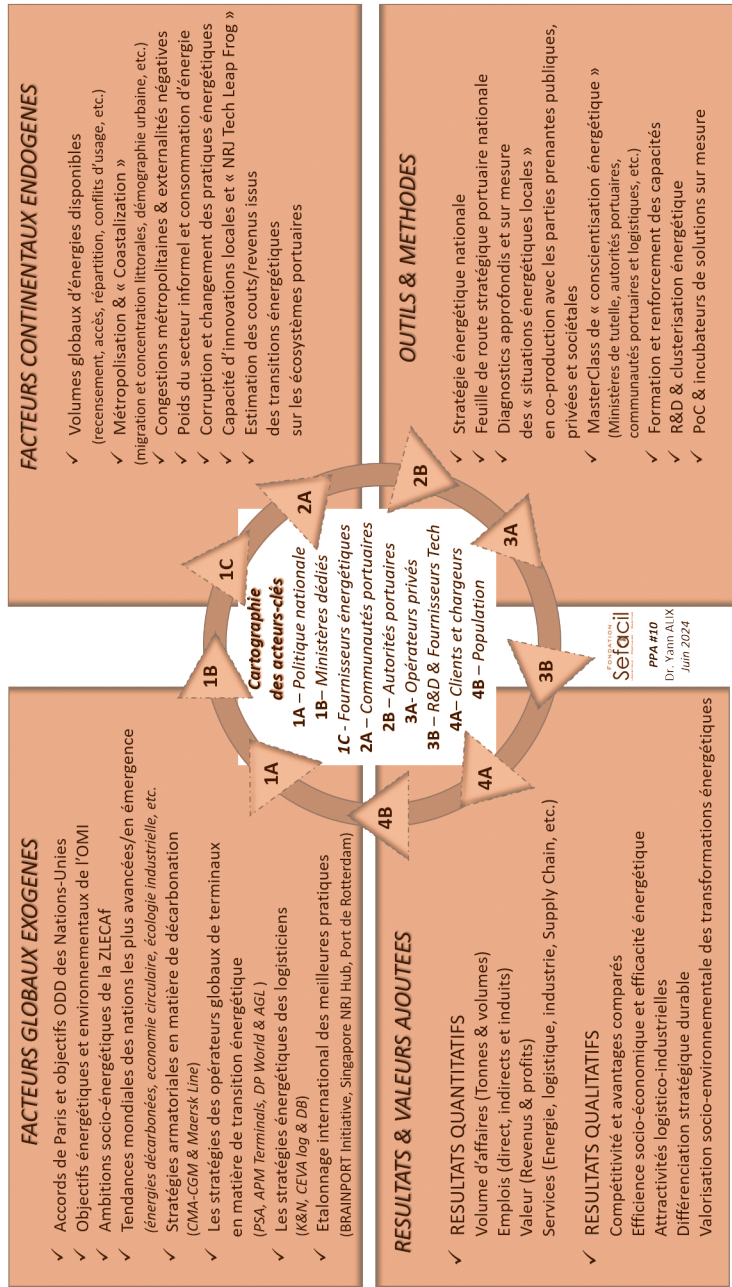 FACTEURS GLOBAUX EXOGENES
✓ Accords de Paris et objectifs ODD des Nations-Unies
✓ Objectifs énergétiques et environnementaux de l'OMI
✓ Ambitions socio-énergétiques de la ZLECAf
✓ Tendances mondiales des nations les plus avancées/en émergence
(énergies décarbonées, economie circulaire, écologie industrielle, etc.
✓ Stratégies armatoriales en matière de décarbonation
(CMA-CGM & Maersk Line)
✓ Les stratégies des opérateurs globaux de terminaux
en matière de transition énergétique
(PSA, APM Terminals, DP World & AGL )
✓ Les stratégies énergétiques des logisticiens
(K&N, CEVA log & DB)
✓ Etalonnage international des meilleures pratiques
(BRAINPORT Initiative, Singapore NRJ Hub, Port de Rotterdam)
FACTEURS CONTINENTAUX ENDOGENES
✓ Volumes globaux d'énergies disponibles
(recensement, accès, répartition, conflits d'usage, etc.)
✓ Métropolisation & « Coastalization »
(migration et concentration littorales, démographie urbaine, etc.)
✓ Congestions métropolitaines & externalités négatives
✓ Poids du secteur informel et consommation d'énergie
✓ Corruption et changement des pratiques énergétiques
✓ Capacité d'innovations locales et « NRJ Tech Leap Frog »
✓ Estimation des couts/revenus issus
des transitions énergétiques
sur les écosystèmes portuaires
1A
1B
1C
2A
2B
3A
3B
4A
4B
Cartographie
des acteurs-clés
1A – Politique nationale
1B– Ministères dédiés
1C - Fournisseurs énergétiques
2A – Communautés portuaires
2B – Autorités portuaires
3A- Opérateurs privés
3B – R&D & Fournisseurs Tech
4A– Clients et chargeurs
4B – Population
RESULTATS & VALEURS AJOUTEES
✓ RESULTATS QUANTITATIFS
Volume d'affaires (Tonnes & volumes)
Emplois (direct, indirects et induits)
Valeur (Revenus & profits)
Services (Energie, logistique, industrie, Supply Chain, etc.)
✓ RESULTATS QUALITATIFS
Compétitivité et avantages comparés
Efficience socio-économique et efficacité énergétique
Attractivités logistico-industrielles
Différenciation stratégique durable
Valorisation socio-environnementale des transformations énergétiques
OUTILS & METHODES
✓ Stratégie énergétique nationale
✓ Feuille de route stratégique portuaire nationale
✓ Diagnostics approfondis et sur mesure
des « situations énergétiques locales »
en co-production avec les parties prenantes publiques,
privées et sociétales
✓ MasterClass de « conscientisation énergétique »
(Ministères de tutelle, autorités portuaires,
communautés portuaires et logistiques, etc.)
✓ Formation et renforcement des capacités
✓ R&D & clusterisation énergétique
✓ PoC & incubateurs de solutions sur mesure
FONDATION
Sefacil
PPA #10
Dr. Yann ALIX
Juin 2024